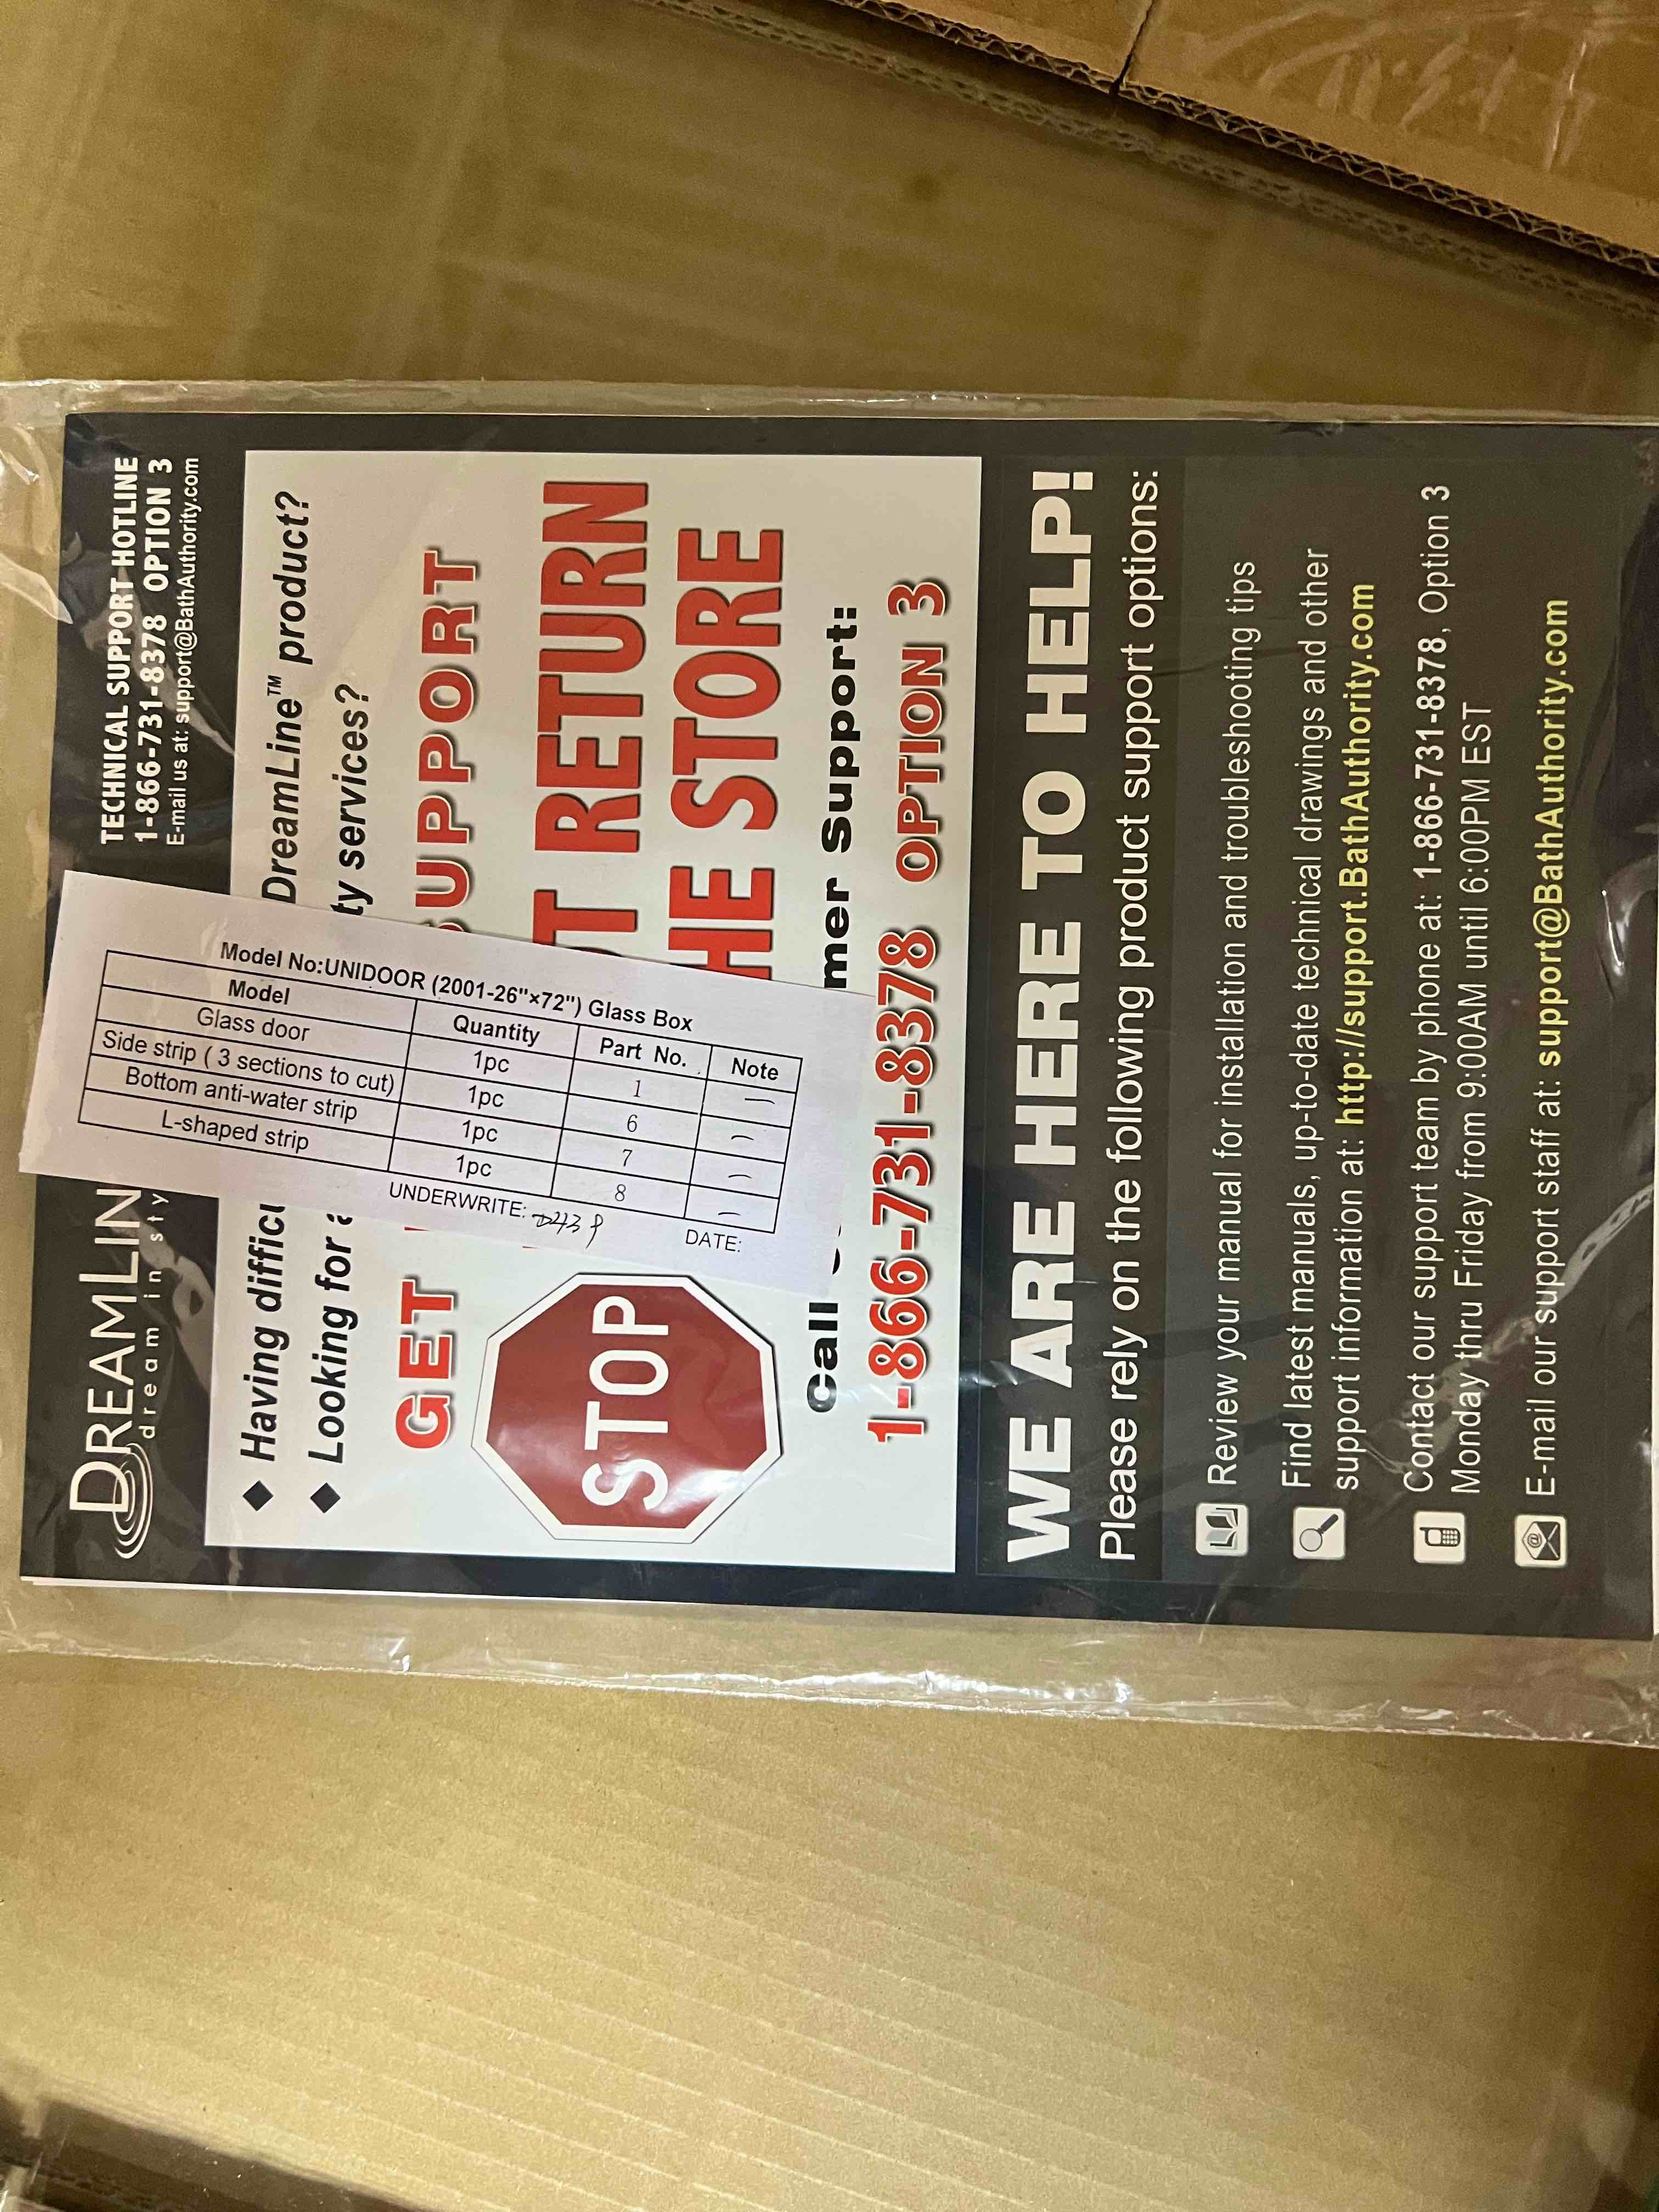 DREAMLIN
dream in sty
TECHNICAL SUPPORT HOTLINE
1-866-731-8378 OPTION 3
E-mail us at: support@BathAuthority.com
Having difficu
DreamLine™ product?
Looking for a
ty services?
GET
UPPORT
STOP
T RETURN
HE STORE
Call
mer Support:
1-866-731-8378 OPTION 3
Model No:UNIDOOR (2001-26"×72") Glass Box
Model Quantity Part No. Note
Glass door 1pc 1 —
Side strip ( 3 sections to cut) 1pc 6 —
Bottom anti-water strip 1pc 7 —
L-shaped strip 1pc 8 —
UNDERWRITE: DATE:
WE ARE HERE TO HELP!
Please rely on the following product support options:
Review your manual for installation and troubleshooting tips
Find latest manuals, up-to-date technical drawings and other
support information at: http://support.BathAuthority.com
Contact our support team by phone at: 1-866-731-8378, Option 3
Monday thru Friday from 9:00AM until 6:00PM EST
E-mail our support staff at: support@BathAuthority.com